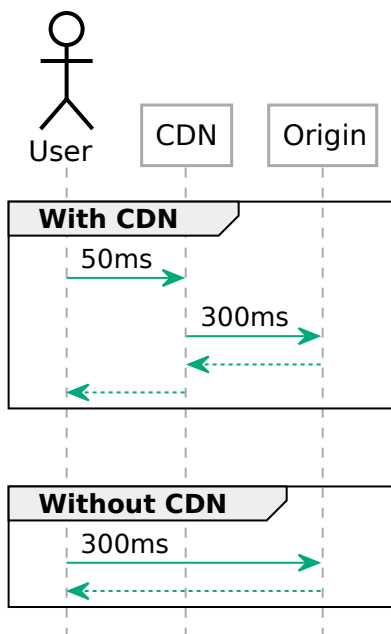 User
CDN
Origin
With CDN
50ms
300ms
Without CDN
300ms